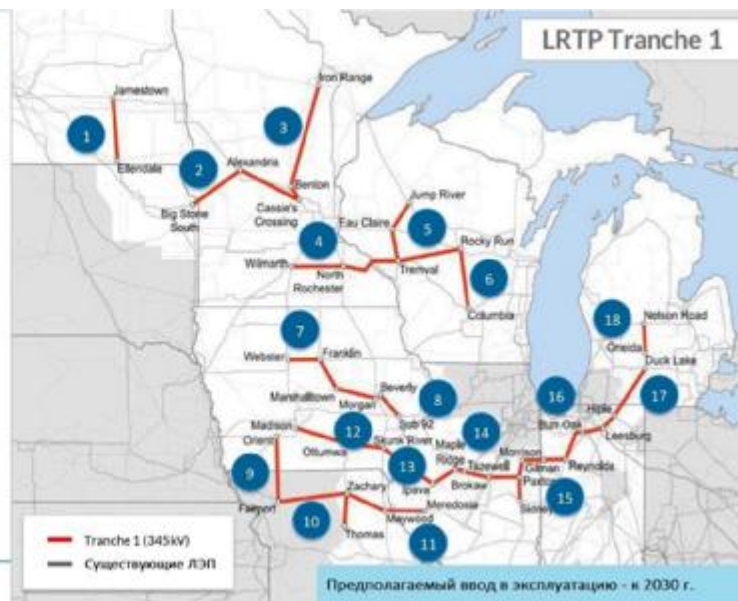 LRTP Tranche 1
Iron Range
Jamestown
1
3
2
Alexandria
Ellendale
Benton
Big Stone
South
Cassie's
Crossing
Jump River
Eau Claire
4
5
Rocky Run
Wilmarth
North
Rochester
Tremval
6
Columbia
18
Nelson Road
Oneida
Duck Lake
7
Webster
Franklin
Marshalltown
Beverly
Morgan
8
Sub 92
16
17
Hiple
Burr Oak
Leesburg
Madison
Orient
12
Ottumwa
Skunk River
14
Maple
Ridge
Morrison
13
Tazewell
Gilman
Reynolds
Paxton
Ipava
Brokaw
15
Sidney
9
Fairport
Zachary
10
Meredosia
Thomas
Maywood
11
Tranche 1 (345kV)
Существующие ЛЭП
Предполагаемый ввод в эксплуатацию - к 2030 г.